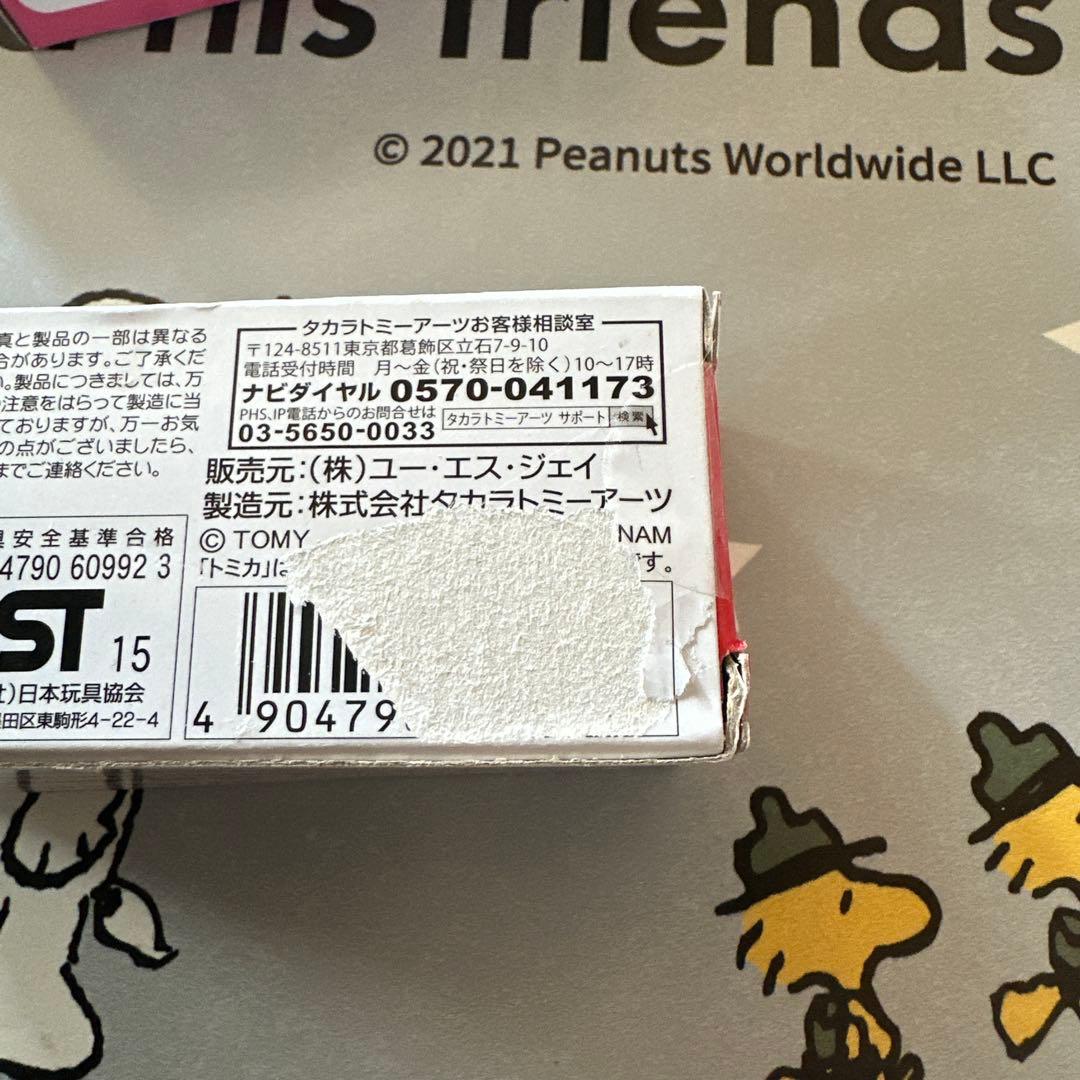 his friends
© 2021 Peanuts Worldwide LLC
真と製品の一部は異なる
合があります。ご了承くだ
い。製品につきましては、万
注意をはらって製造に当
ておりますが、万一お気
の点がございましたら、
までご連絡ください。
タカラトミーアーツお客様相談室
〒124-8511東京都葛飾区立石7-9-10
電話受付時間 月〜金(祝・祭日を除く)10〜17時
ナビダイヤル 0570-041173
PHS、IP電話からのお問合せは
03-5650-0033
タカラトミーアーツ サポート 検索
販売元:(株)ユー・エス・ジェイ
製造元:株式会社タカラトミーアーツ
© TOMY NAM
「トミカ」は す。
安全基準合格
4790 60992 3
ST 15
)日本玩具協会
田区東駒形4-22-4
4 90479